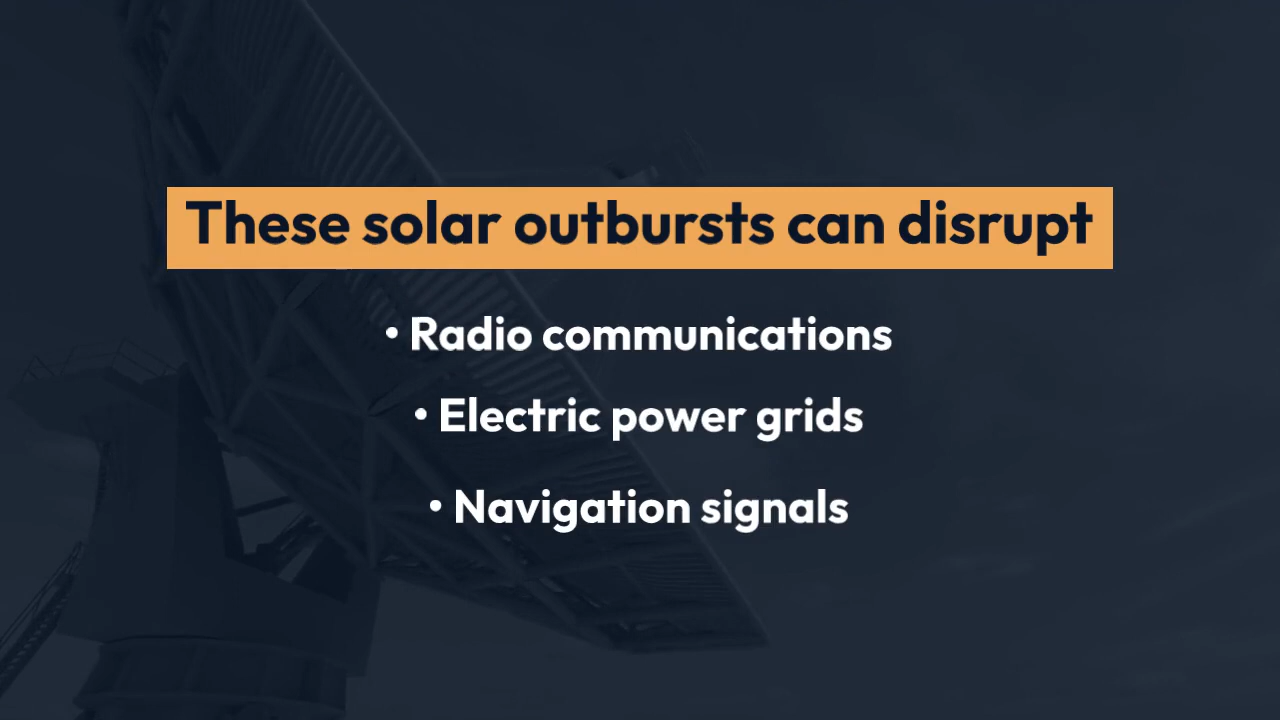 These solar outbursts can disrupt
• Radio communications
• Electric power grids
• Navigation signals